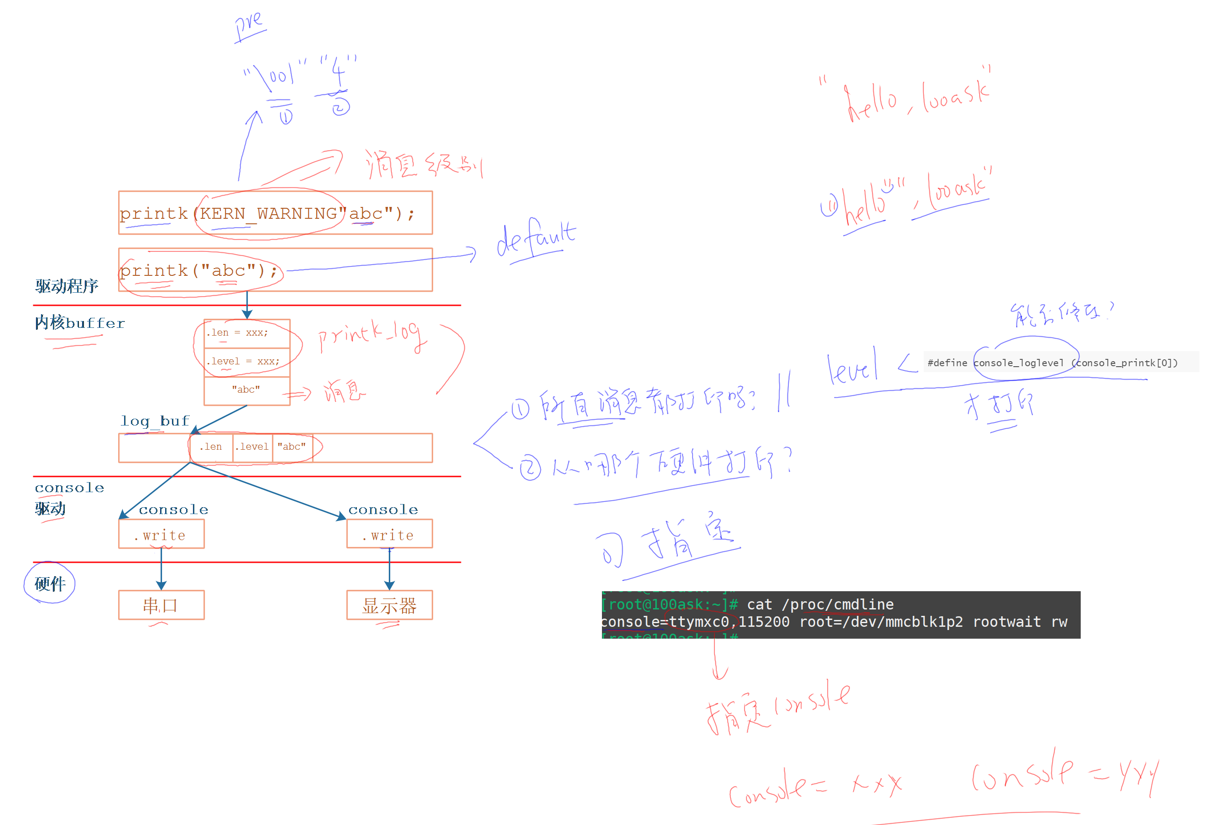 pre
"\001" "4"
① ②
消息级别
printk(KERN_WARNING"abc");
printk("abc");
default
驱动程序
内核buffer
.len = xxx;
.level = xxx;
"abc"
printk_log
消息
log_buf
.len .level "abc"
console
驱动
console
.write
console
.write
硬件
串口
显示器
"hello, 100ask"
"hello" ", 100ask"
能否修改?
level < #define console_loglevel (console_printk[0])
才打印
① 所有消息都打印吗?
② 从哪个硬件打印?
可指定
[root@100ask:~]# cat /proc/cmdline
console=ttymxc0,115200 root=/dev/mmcblk1p2 rootwait rw
[root@100ask:~]#
指定console
console= xxx console = yyy